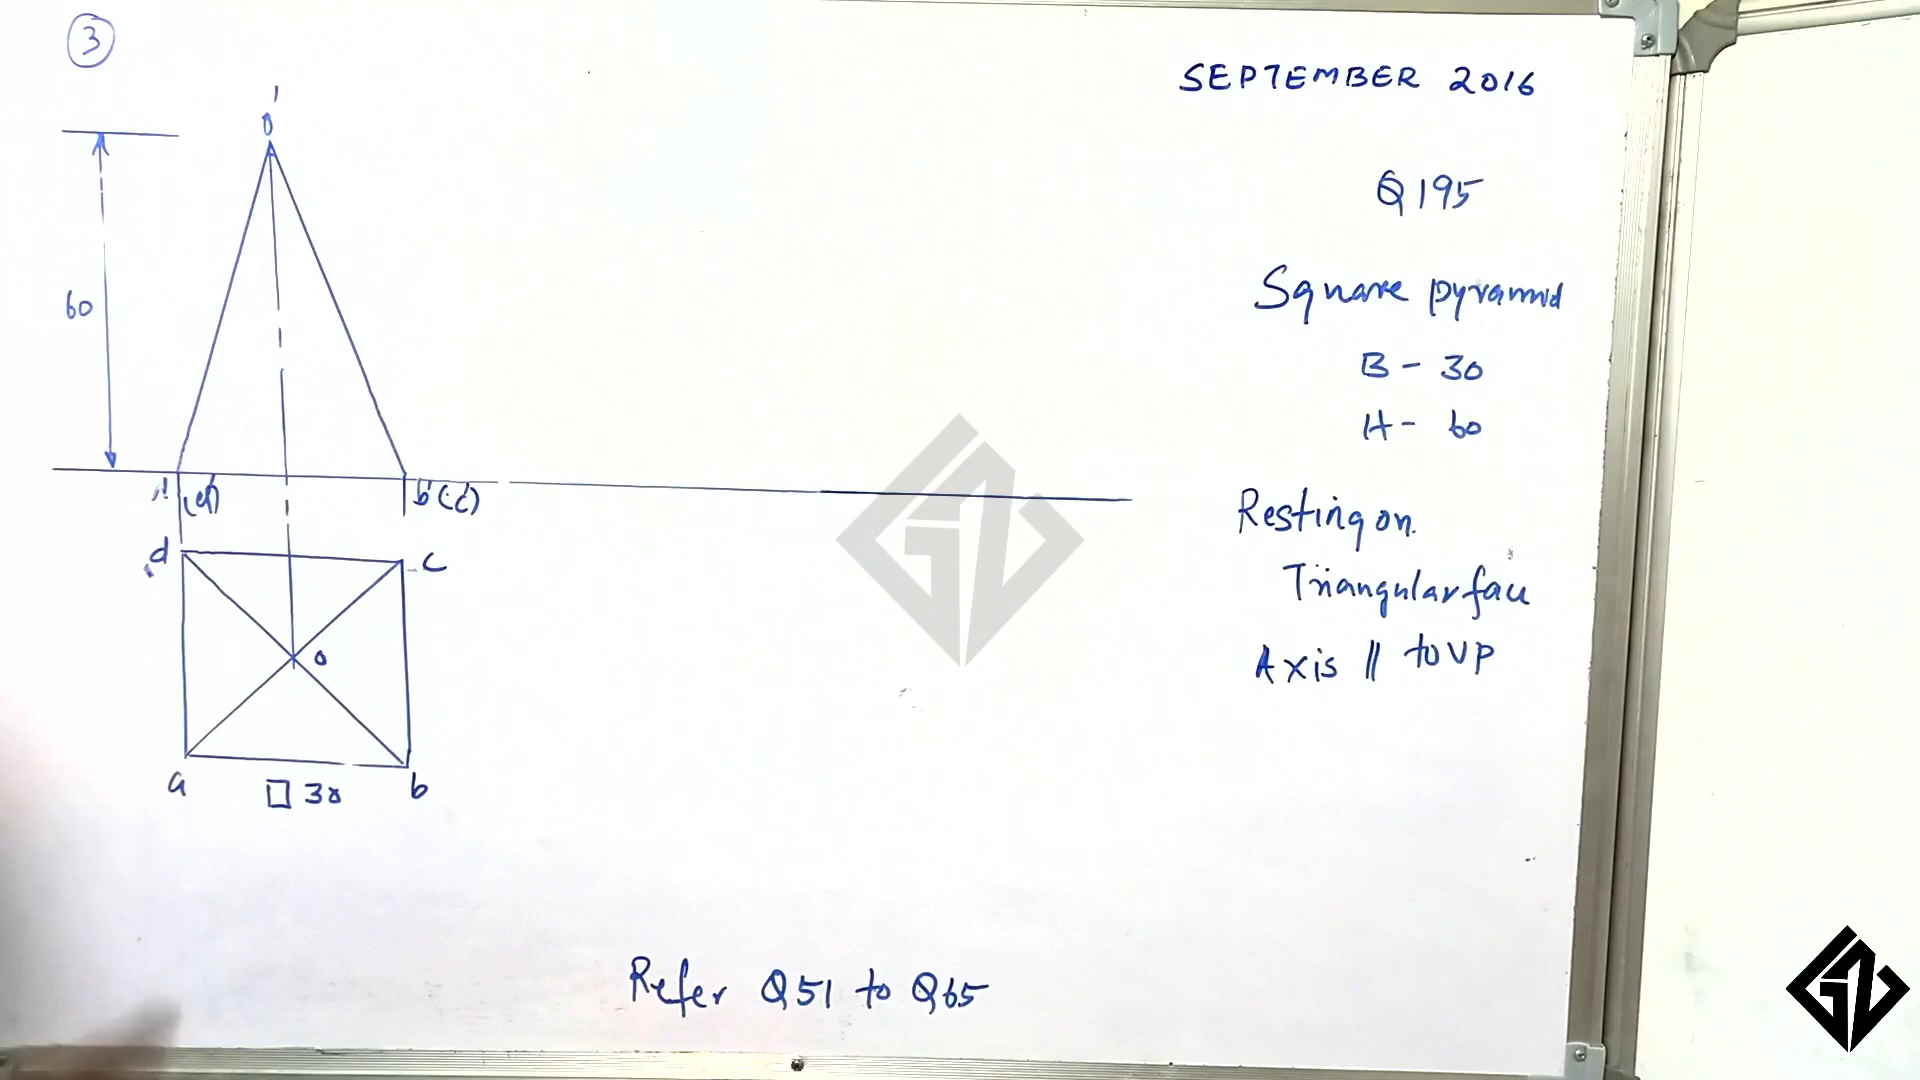 3
SEPTEMBER 2016
Q195
Square pyramid
B - 30
H - 60
Resting on.
Triangular face
Axis || to VP
o'
60
b'(c')
d
c
o
a
b
□ 30
Refer Q51 to Q65